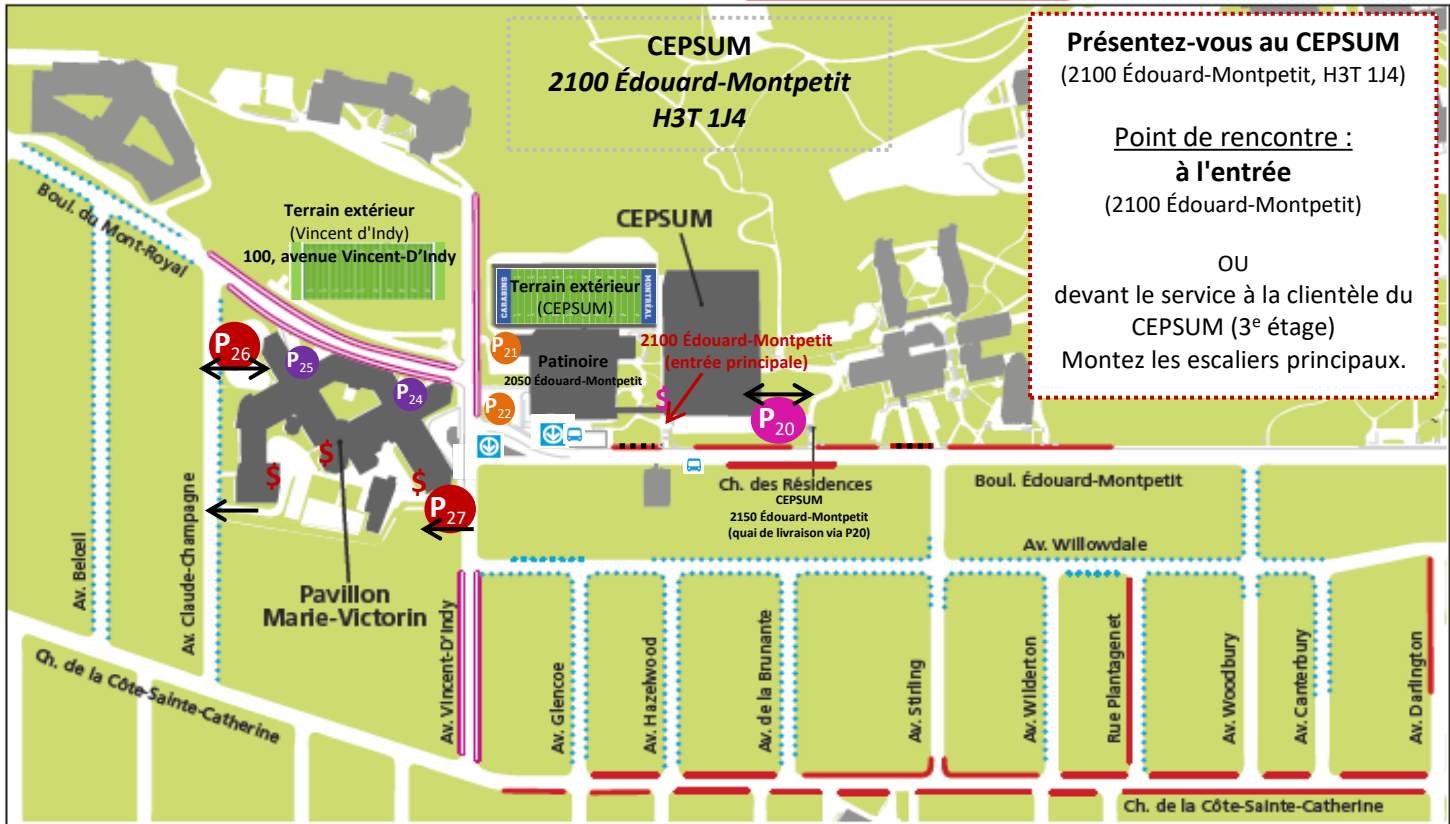 CEPSUM
2100 Édouard-Montpetit
H3T 1J4
Présentez-vous au CEPSUM
(2100 Édouard-Montpetit, H3T 1J4)
Point de rencontre :
à l'entrée
(2100 Édouard-Montpetit)
OU
devant le service à la clientèle du
CEPSUM (3e étage)
Montez les escaliers principaux.
Boul. du Mont-Royal
Terrain extérieur
(Vincent d'Indy)
100, avenue Vincent-D'Indy
CEPSUM
CARABINS
Terrain extérieur
(CEPSUM)
MONTRÉAL
P26
P25
P24
P21
P22
Patinoire
2050 Édouard-Montpetit
2100 Édouard-Montpetit
(entrée principale)
$
P20
$
$
$
P27
Ch. des Résidences
CEPSUM
2150 Édouard-Montpetit
(quai de livraison via P20)
Boul. Édouard-Montpetit
Av. Willowdale
Pavillon
Marie-Victorin
Av. Belœil
Av. Claude-Champagne
Av. Vincent-D'Indy
Av. Glencoe
Av. Hazelwood
Av. de la Brunante
Av. Stirling
Av. Wilderton
Rue Plantagenet
Av. Woodbury
Av. Canterbury
Av. Darlington
Ch. de la Côte-Sainte-Catherine
Ch. de la Côte-Sainte-Catherine